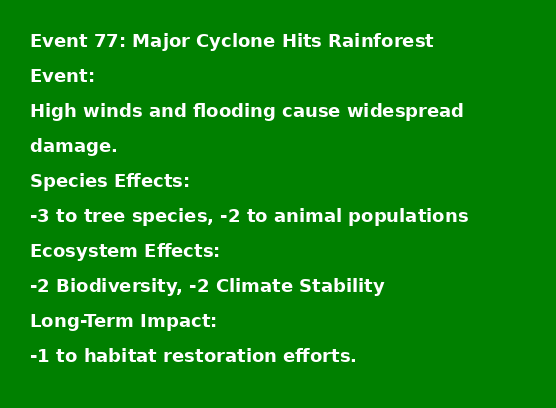 Event 77: Major Cyclone Hits Rainforest
Event:
High winds and flooding cause widespread
damage.
Species Effects:
-3 to tree species, -2 to animal populations
Ecosystem Effects:
-2 Biodiversity, -2 Climate Stability
Long-Term Impact:
-1 to habitat restoration efforts.